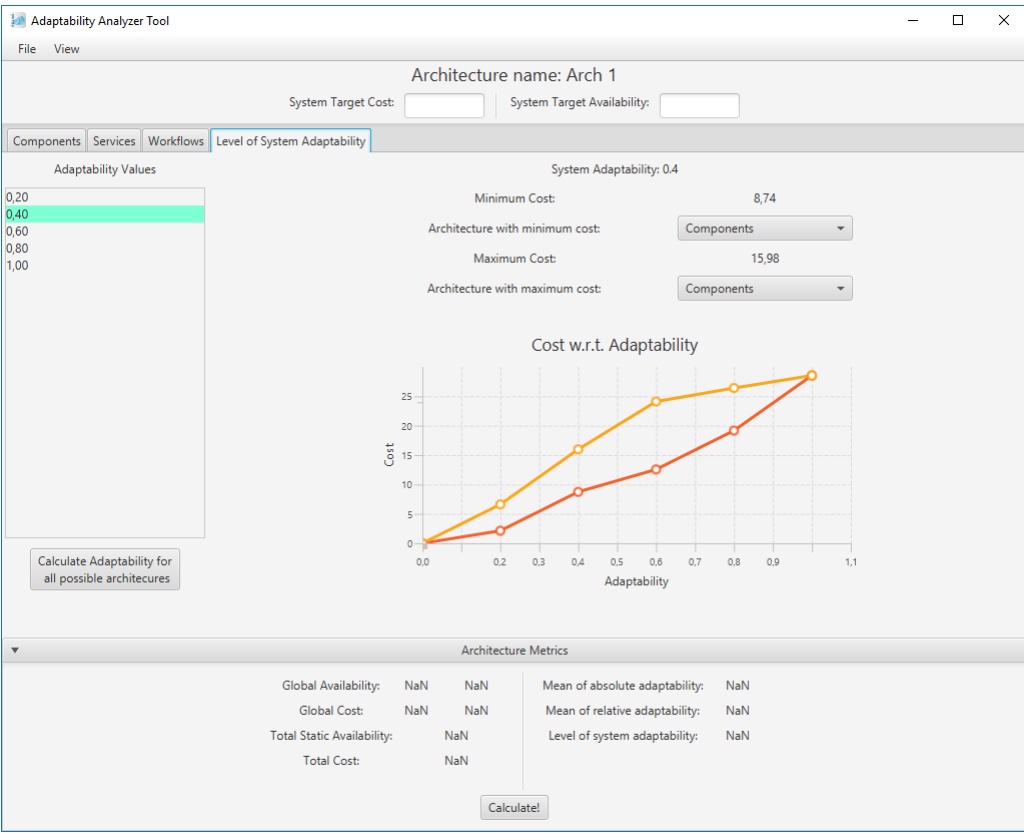 Adaptability Analyzer Tool
File View
Architecture name: Arch 1
System Target Cost: System Target Availability:
Components Services Workflows Level of System Adaptability
Adaptability Values
0,20
0,40
0,60
0,80
1,00
Calculate Adaptability for
all possible architecures
System Adaptability: 0.4
Minimum Cost: 8,74
Architecture with minimum cost: Components
Maximum Cost: 15,98
Architecture with maximum cost: Components
Cost w.r.t. Adaptability
Cost
25
20
15
10
5
0
0,0 0,2 0,3 0,4 0,5 0,6 0,7 0,8 0,9 1,1
Adaptability
Architecture Metrics
Global Availability: NaN NaN
Global Cost: NaN NaN
Total Static Availability: NaN
Total Cost: NaN
Mean of absolute adaptability: NaN
Mean of relative adaptability: NaN
Level of system adaptability: NaN
Calculate!